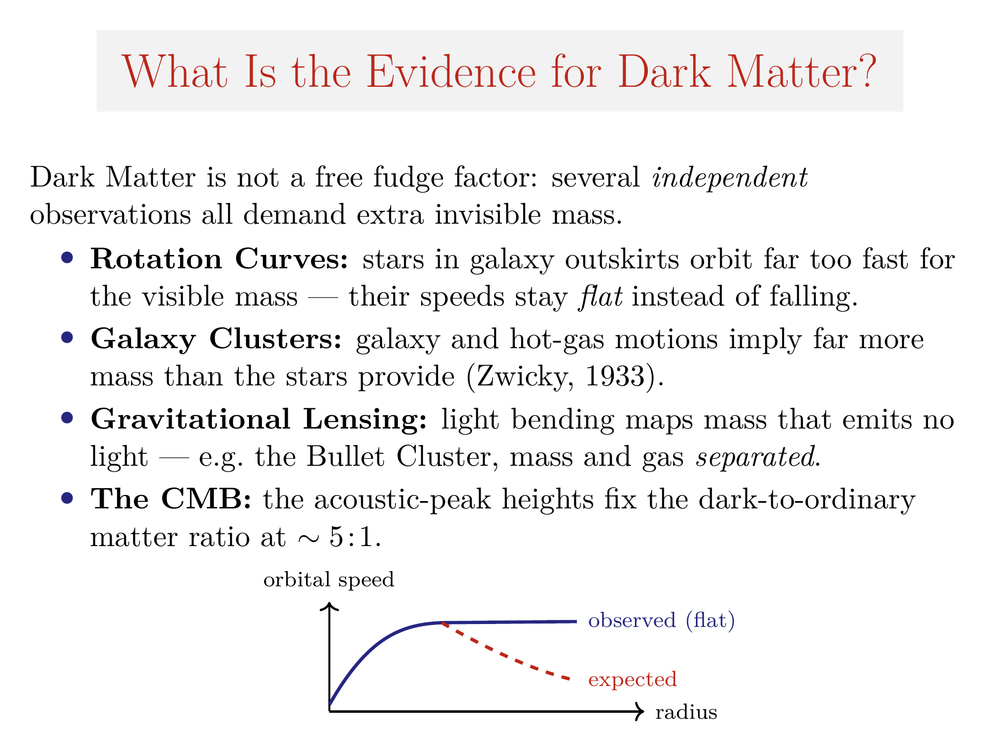 What Is the Evidence for Dark Matter?
Dark Matter is not a free fudge factor: several independent
observations all demand extra invisible mass.
• Rotation Curves: stars in galaxy outskirts orbit far too fast for
the visible mass — their speeds stay flat instead of falling.
• Galaxy Clusters: galaxy and hot-gas motions imply far more
mass than the stars provide (Zwicky, 1933).
• Gravitational Lensing: light bending maps mass that emits no
light — e.g. the Bullet Cluster, mass and gas separated.
• The CMB: the acoustic-peak heights fix the dark-to-ordinary
matter ratio at ∼ 5:1.
orbital speed
observed (flat)
expected
radius